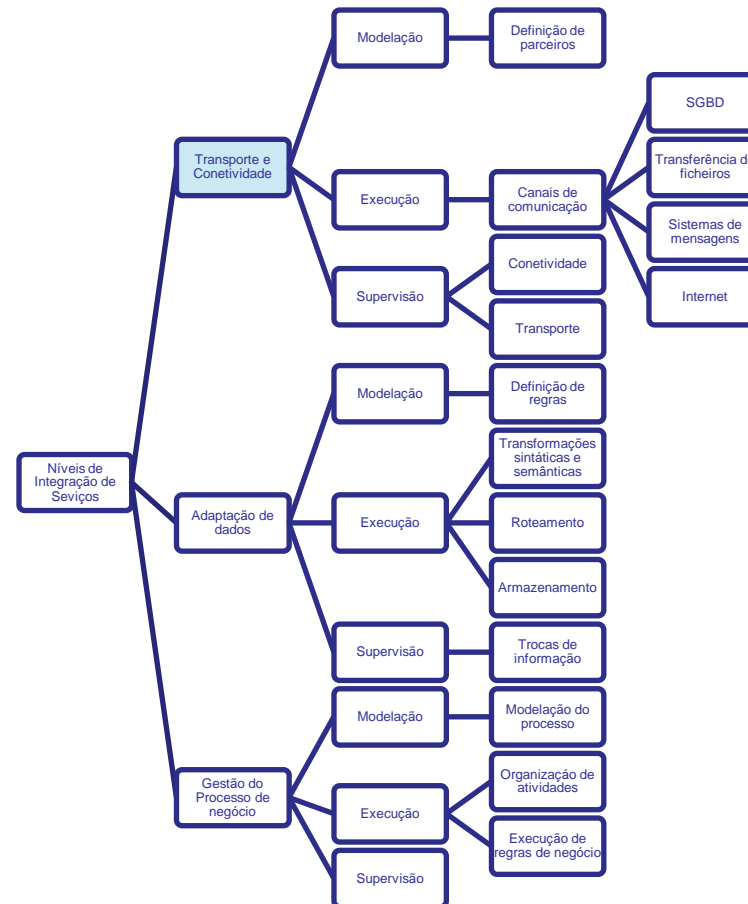 Modelação
Definição de
parceiros
SGBD
Transporte e
Conetividade
Transferência d
ficheiros
Execução
Canais de
comunicação
Sistemas de
mensagens
Conetividade
Internet
Supervisão
Transporte
Modelação
Definição de
regras
Transformações
sintáticas e
semânticas
Níveis de
Integração de
Seviços
Adaptação de
dados
Execução
Roteamento
Armazenamento
Supervisão
Trocas de
informação
Modelação
Modelação do
processo
Gestão do
Processo de
negócio
Organizaçáo de
atividades
Execução
Execução de
regras de negócio
Supervisão